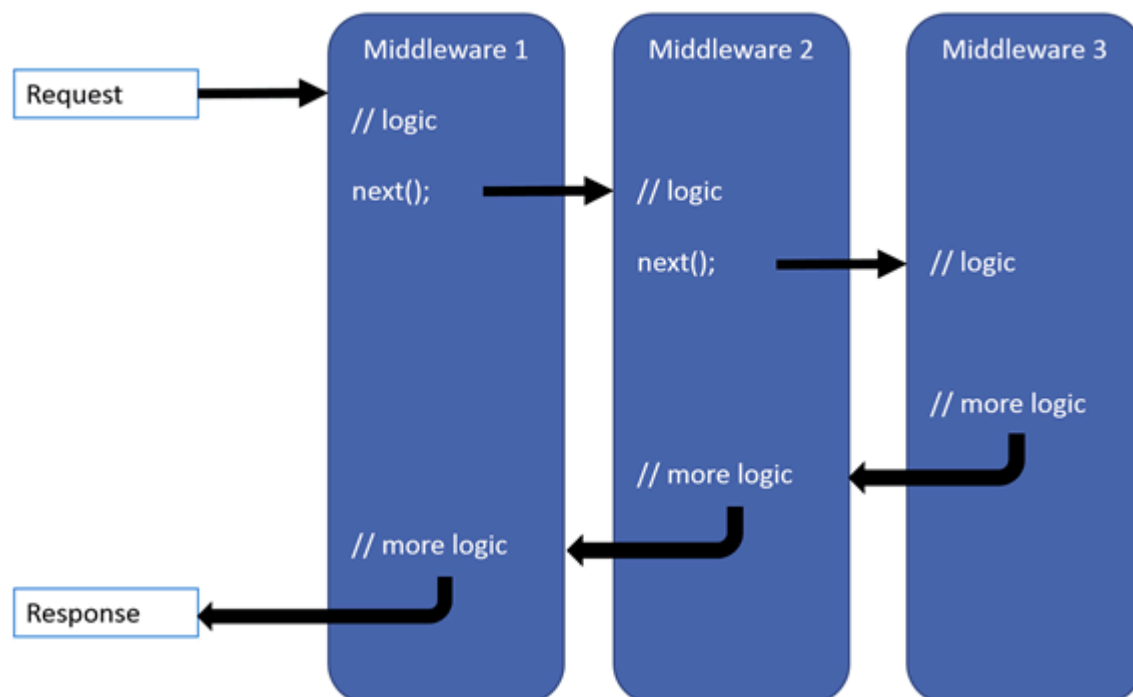 Middleware 1
Middleware 2
Middleware 3
Request
// logic
next();
// logic
next();
// logic
// more logic
// more logic
// more logic
Response